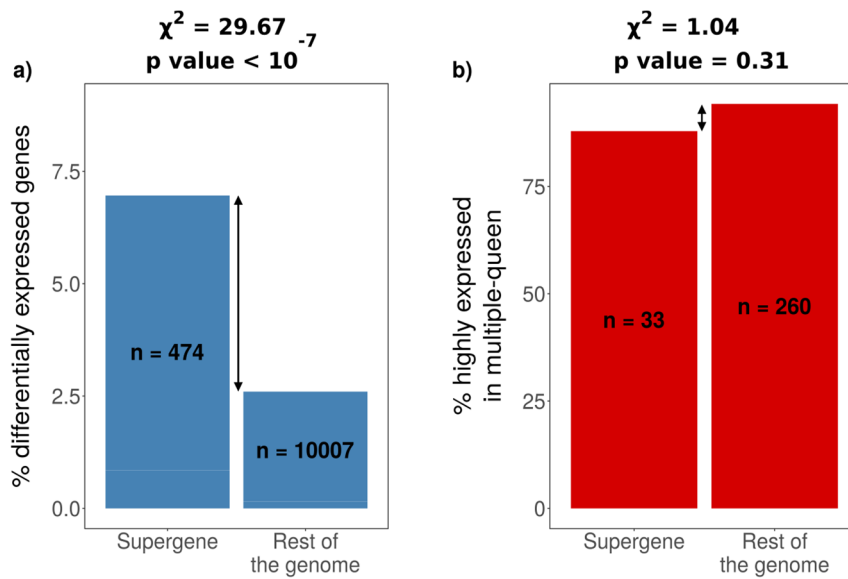 χ² = 29.67
p value < 10⁻⁷
a)
% differentially expressed genes
7.5
5.0
2.5
0.0
n = 474
n = 10007
Supergene
Rest of
the genome
χ² = 1.04
p value = 0.31
b)
% highly expressed
in multiple-queen
75
50
25
0
n = 33
n = 260
Supergene
Rest of
the genome